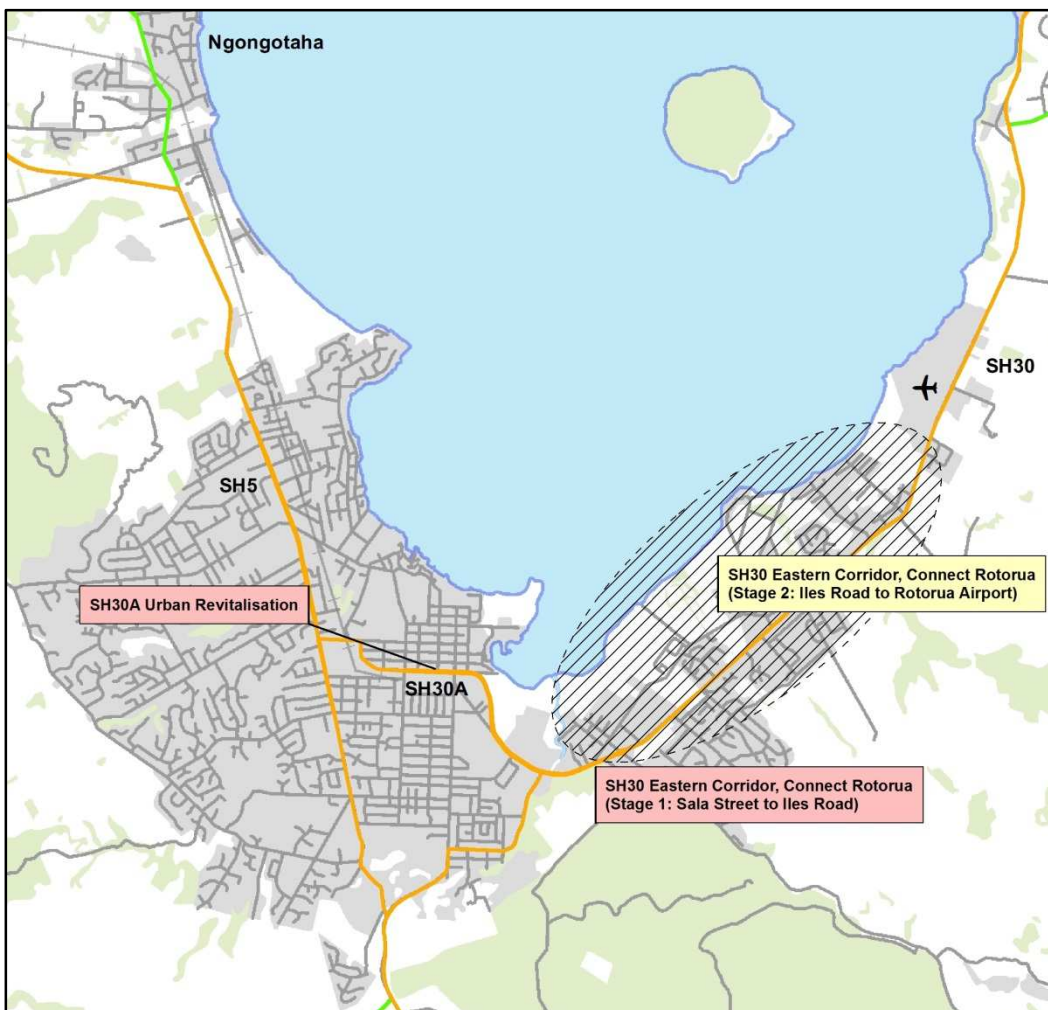 Ngongotaha
SH30
SH5
SH30 Eastern Corridor, Connect Rotorua
(Stage 2: Iles Road to Rotorua Airport)
SH30A Urban Revitalisation
SH30A
SH30 Eastern Corridor, Connect Rotorua
(Stage 1: Sala Street to Iles Road)